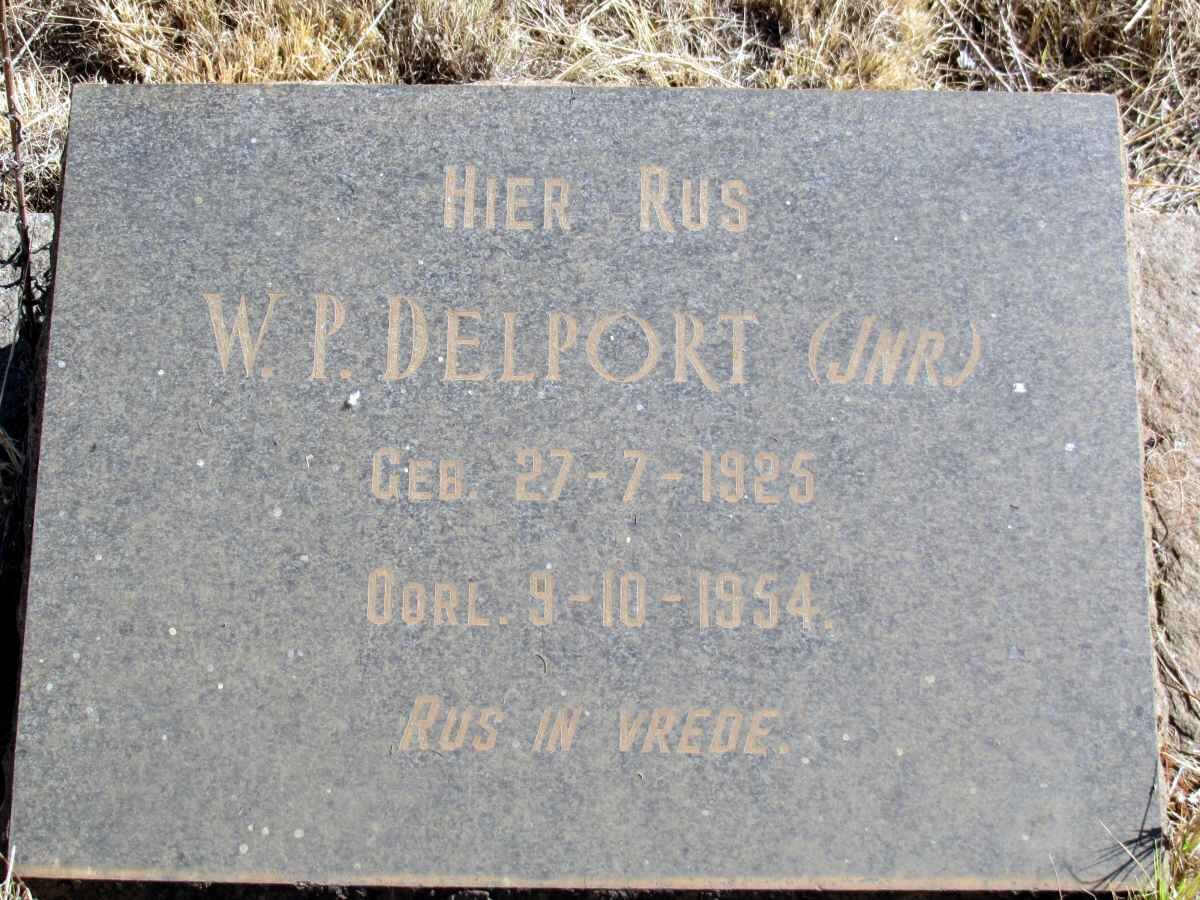 HIER RUS
W. P. DELPORT (JNR.)
GEB. 27-7-1925
OORL. 9-10-1954.
RUS IN VREDE.